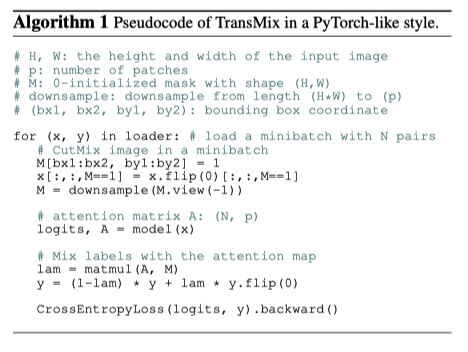 Algorithm 1 Pseudocode of TransMix in a PyTorch-like style.
# H, W: the height and width of the input image
# p: number of patches
# M: 0-initialized mask with shape (H,W)
# downsample: downsample from length (H*W) to (p)
# (bx1, bx2, by1, by2): bounding box coordinate
for (x, y) in loader: # load a minibatch with N pairs
# CutMix image in a minibatch
M[bx1:bx2, by1:by2] = 1
x[:,:,M==1] = x.flip(0)[:,:,M==1]
M = downsample(M.view(-1))
# attention matrix A: (N, p)
logits, A = model(x)
# Mix labels with the attention map
lam = matmul(A, M)
y = (1-lam) * y + lam * y.flip(0)
CrossEntropyLoss(logits, y).backward()